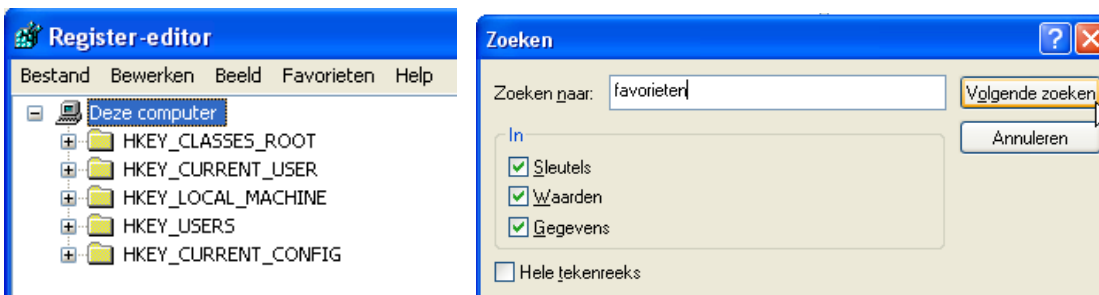 Register-editor
Bestand Bewerken Beeld Favorieten Help
Deze computer
HKEY_CLASSES_ROOT
HKEY_CURRENT_USER
HKEY_LOCAL_MACHINE
HKEY_USERS
HKEY_CURRENT_CONFIG
Zoeken
Zoeken naar: favorieten
Volgende zoeken
Annuleren
In
Sleutels
Waarden
Gegevens
Hele tekenreeks